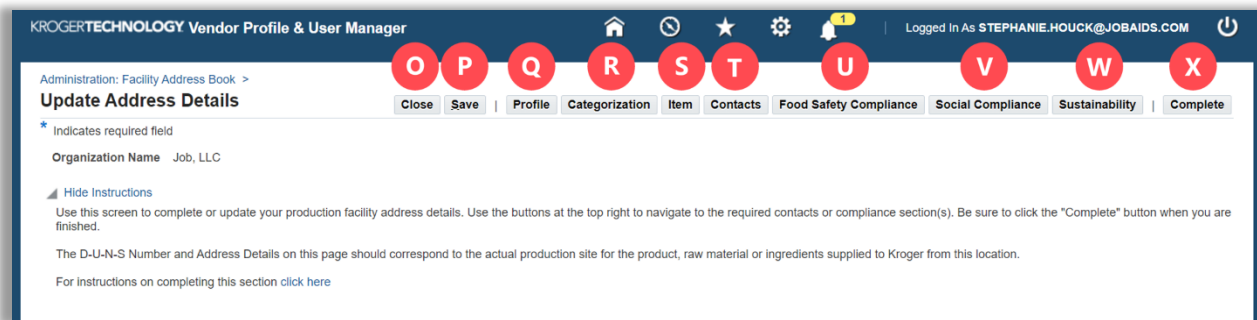 KROGERTECHNOLOGY. Vendor Profile & User Manager 1 | Logged In As STEPHANIE.HOUCK@JOBAIDS.COM
O P Q R S T U V W X
Administration: Facility Address Book >
Update Address Details Close Save | Profile Categorization Item Contacts Food Safety Compliance Social Compliance Sustainability | Complete
* Indicates required field
Organization Name Job, LLC
Hide Instructions
Use this screen to complete or update your production facility address details. Use the buttons at the top right to navigate to the required contacts or compliance section(s). Be sure to click the "Complete" button when you are
finished.
The D-U-N-S Number and Address Details on this page should correspond to the actual production site for the product, raw material or ingredients supplied to Kroger from this location.
For instructions on completing this section click here